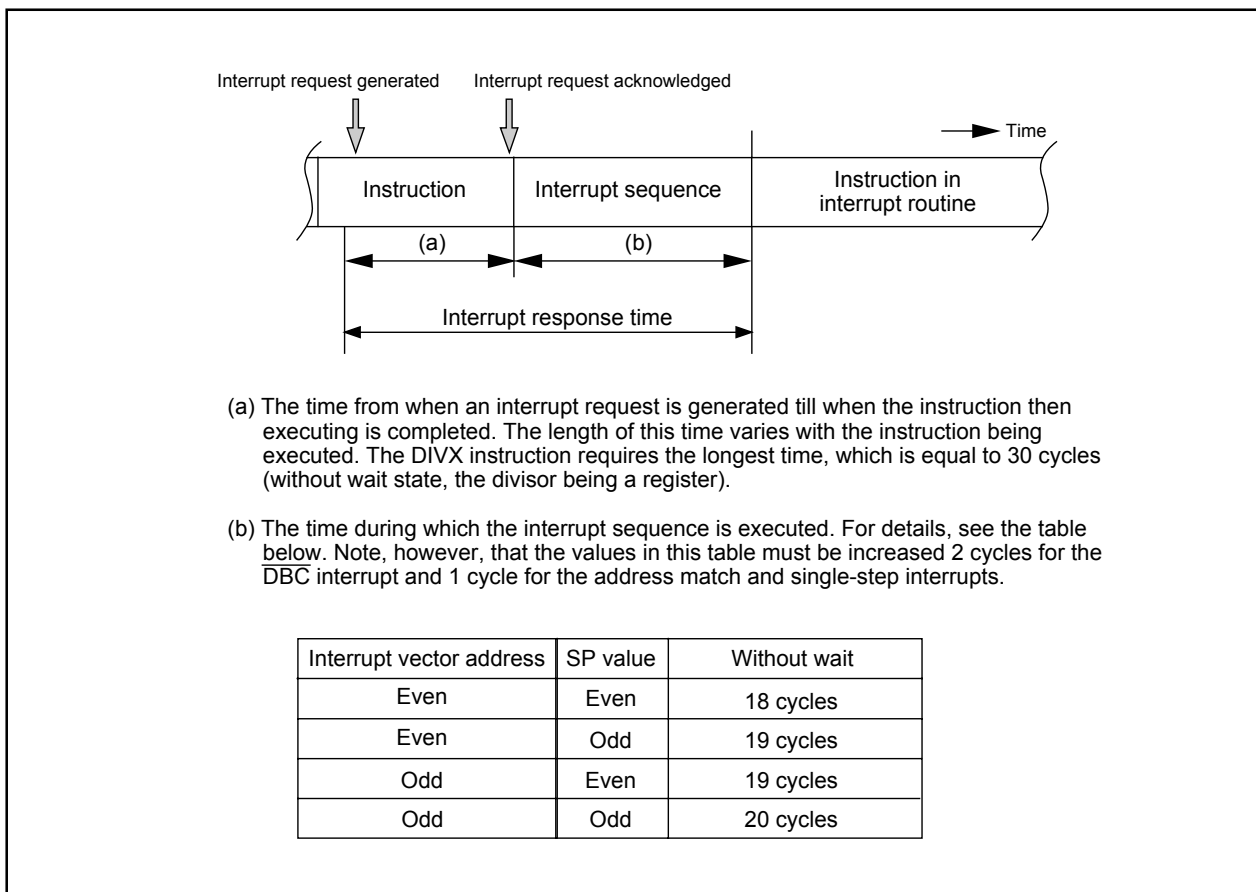 Interrupt request generated
Interrupt request acknowledged
Time
Instruction
Interrupt sequence
Instruction in
interrupt routine
(a)
(b)
Interrupt response time
(a) The time from when an interrupt request is generated till when the instruction then
executing is completed. The length of this time varies with the instruction being
executed. The DIVX instruction requires the longest time, which is equal to 30 cycles
(without wait state, the divisor being a register).
(b) The time during which the interrupt sequence is executed. For details, see the table
below. Note, however, that the values in this table must be increased 2 cycles for the
DBC interrupt and 1 cycle for the address match and single-step interrupts.
Interrupt vector address SP value Without wait
Even Even 18 cycles
Even Odd 19 cycles
Odd Even 19 cycles
Odd Odd 20 cycles